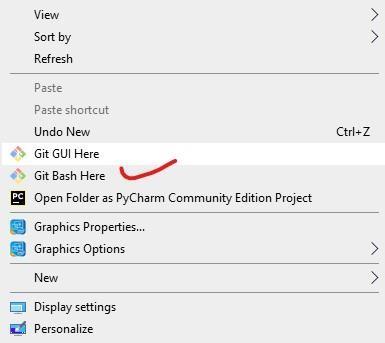 View
Sort by
Refresh
Paste
Paste shortcut
Undo New Ctrl+Z
Git GUI Here
Git Bash Here
PC Open Folder as PyCharm Community Edition Project
Graphics Properties...
Graphics Options
New
Display settings
Personalize